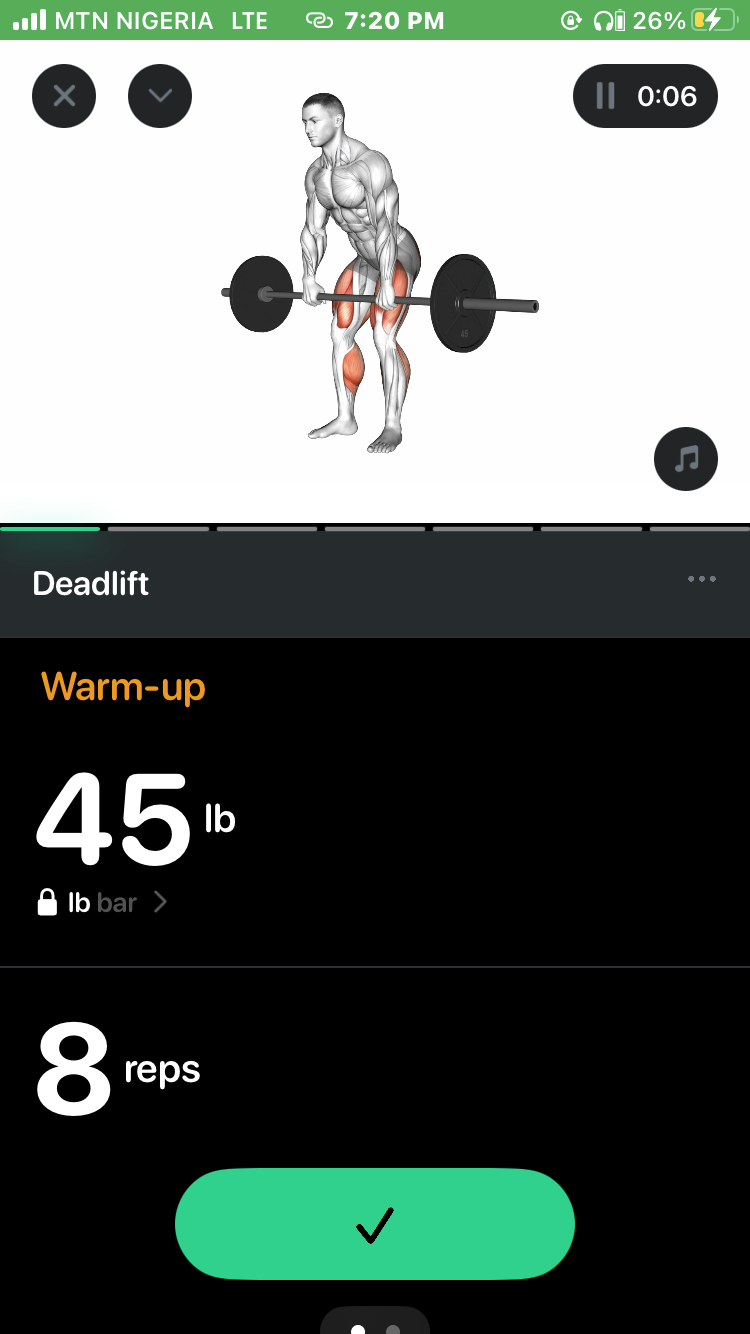 MTN NIGERIA LTE 7:20 PM 26%
0:06
45
Deadlift
Warm-up
45 lb
lb bar
8 reps